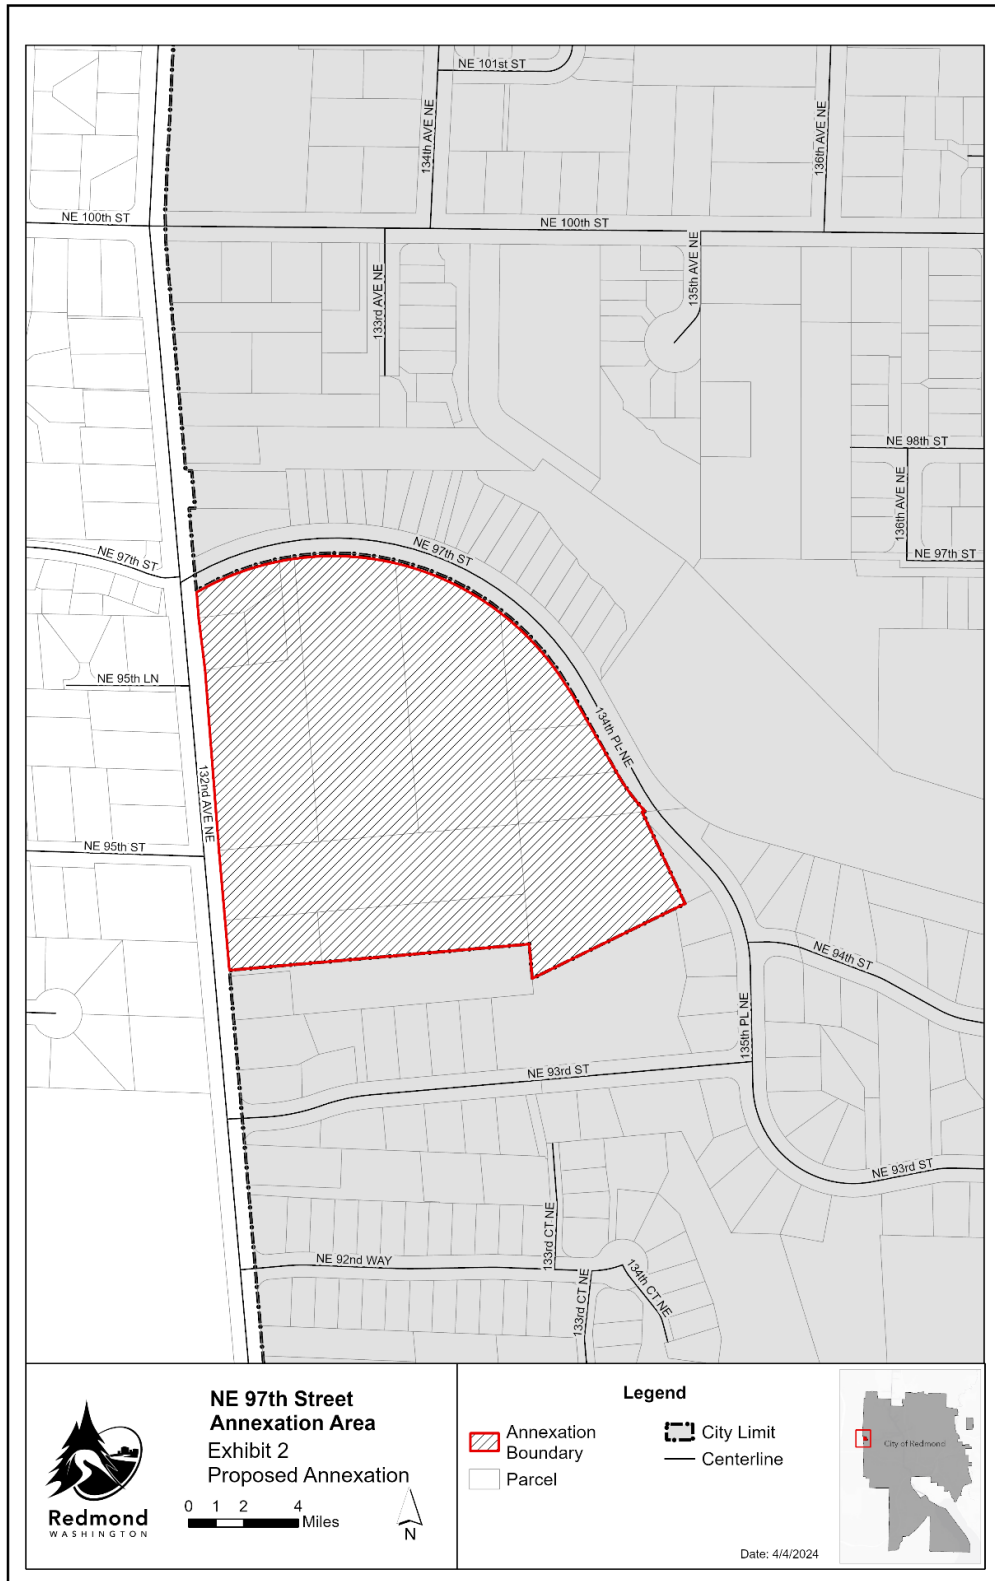 NE 101st ST
134th AVE NE
136th AVE NE
NE 100th ST
NE 100th ST
133rd AVE NE
135th AVE NE
NE 98th ST
136th AVE NE
NE 97th ST
NE 97th ST
NE 97th ST
NE 95th LN
134th PL NE
132nd AVE NE
NE 95th ST
NE 94th ST
135th PL NE
NE 93rd ST
NE 93rd ST
133rd CT NE
NE 92nd WAY
134th CT NE
133rd CT NE
NE 97th Street
Annexation Area
Exhibit 2
Proposed Annexation
0 1 2 4
Miles
N
Redmond
WASHINGTON
Legend
Annexation
Boundary
Parcel
City Limit
Centerline
City of Redmond
Date: 4/4/2024